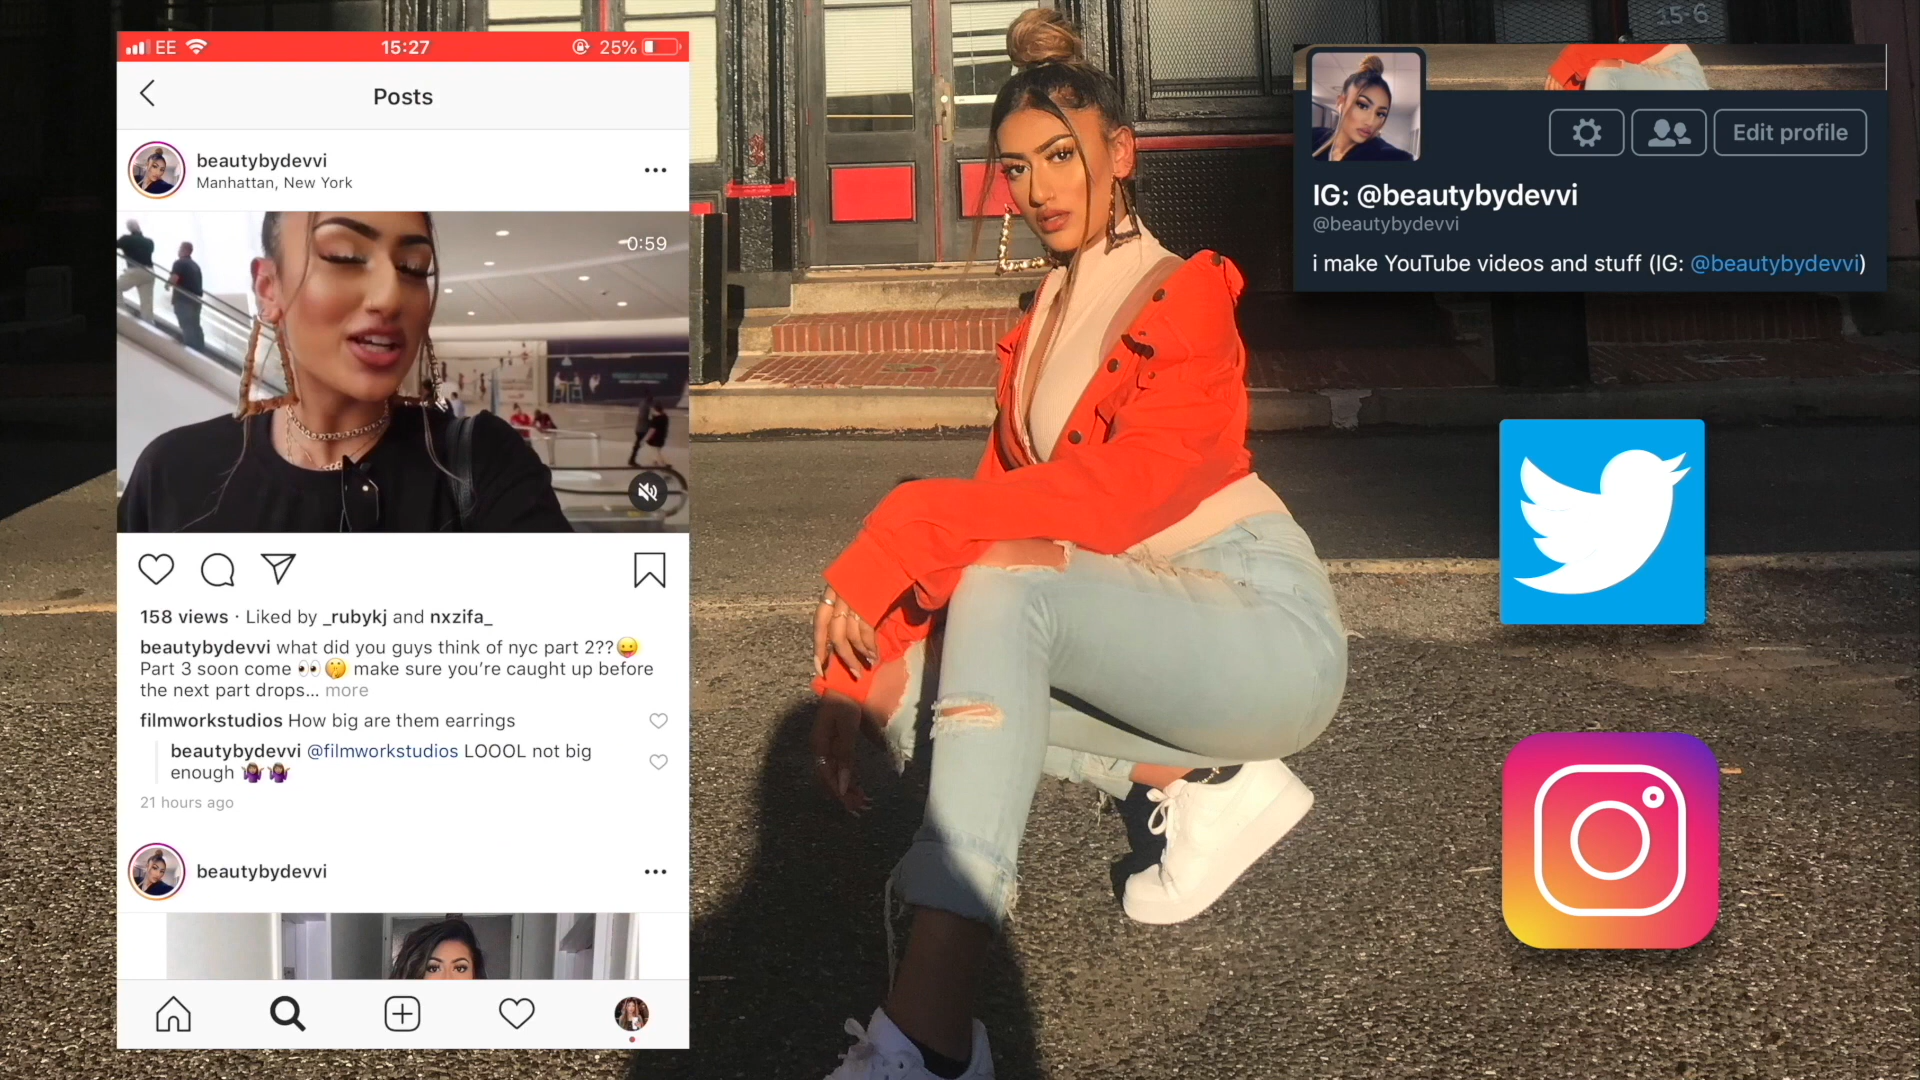 EE 15:27 25%
Posts
beautybydevvi
Manhattan, New York
0:59
158 views · Liked by _rubykj and nxzifa_
beautybydevvi what did you guys think of nyc part 2??😛
Part 3 soon come 👀🤫 make sure you’re caught up before
the next part drops... more
filmworkstudios How big are them earrings
beautybydevvi @filmworkstudios LOOOL not big
enough 🤷🏾‍♀️🤷🏾‍♀️
21 hours ago
beautybydevvi
15-6
Edit profile
IG: @beautybydevvi
@beautybydevvi
i make YouTube videos and stuff (IG: @beautybydevvi)